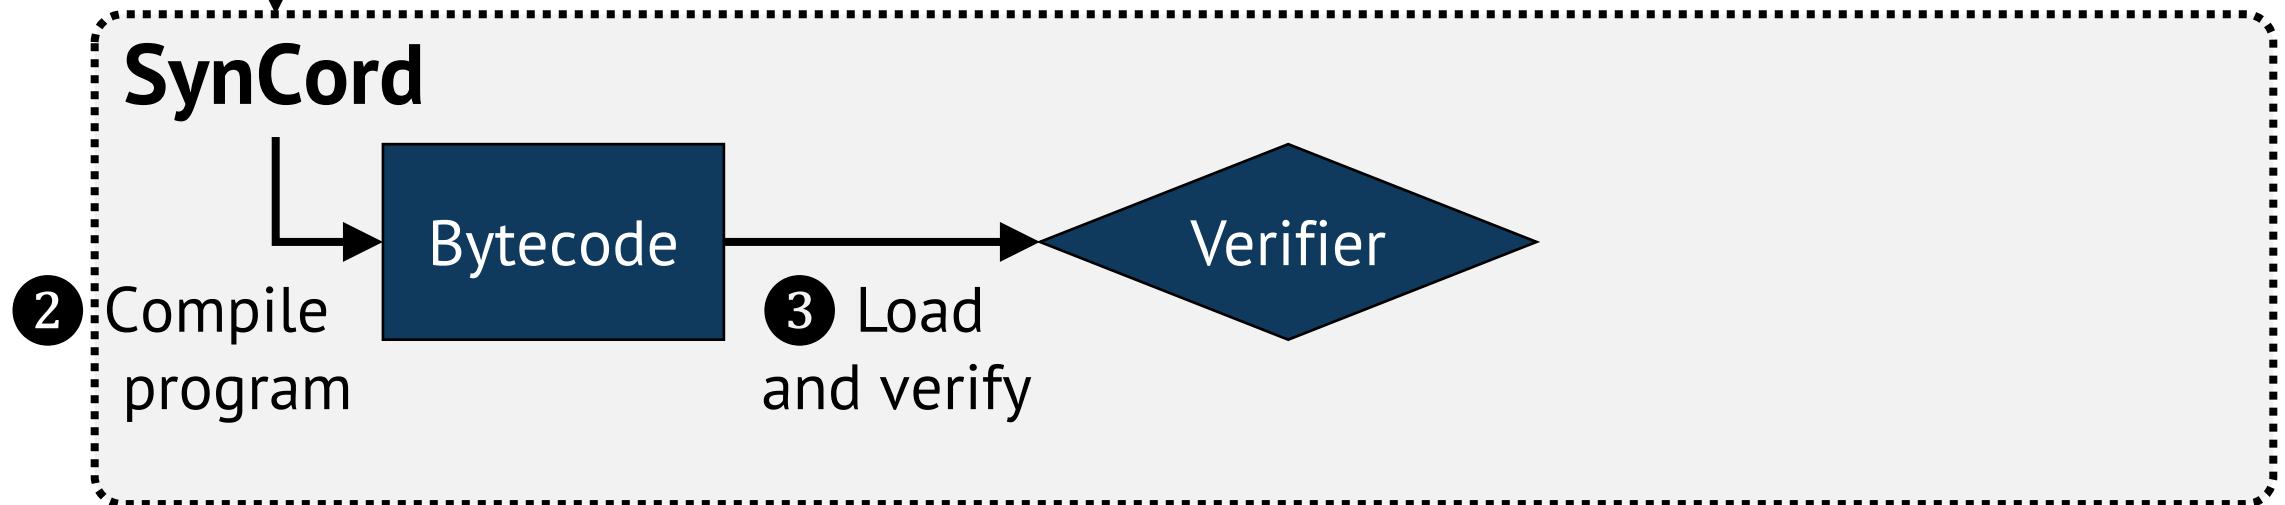 SynCord
Bytecode
Verifier
❷ Compile
program
❸ Load
and verify